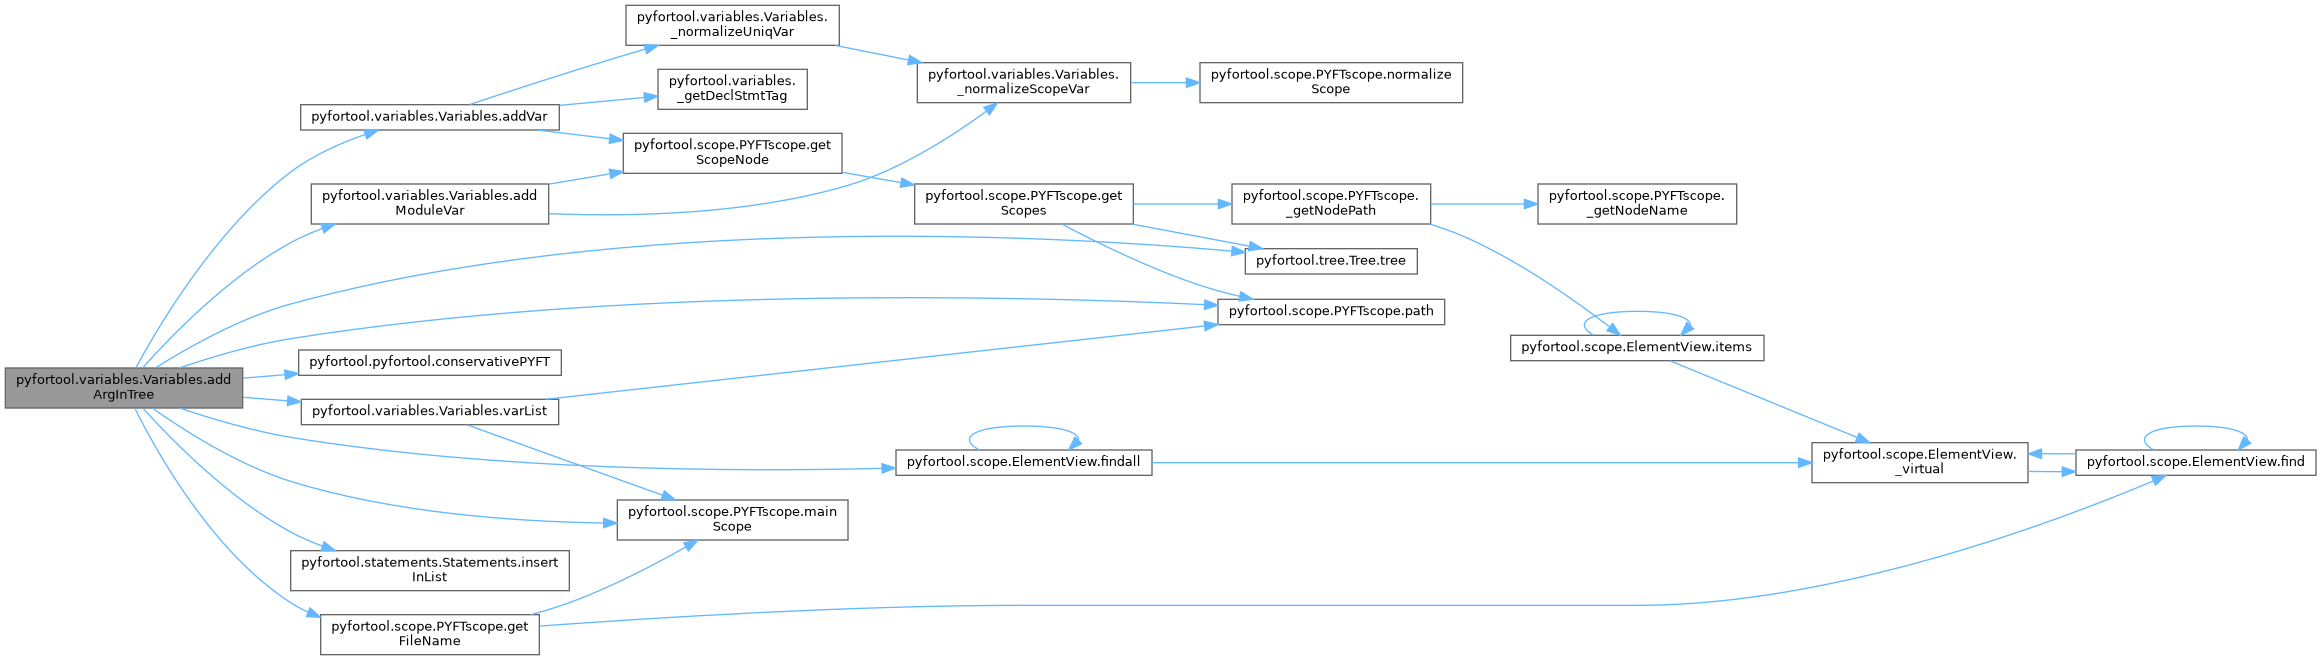 pyfortool.variables.Variables.add
ArgInTree
pyfortool.variables.Variables.addVar
pyfortool.variables.Variables.add
ModuleVar
pyfortool.pyfortool.conservativePYFT
pyfortool.variables.Variables.varList
pyfortool.statements.Statements.insert
InList
pyfortool.scope.PYFTscope.get
FileName
pyfortool.variables.Variables.
_normalizeUniqVar
pyfortool.variables.
_getDeclStmtTag
pyfortool.scope.PYFTscope.get
ScopeNode
pyfortool.scope.PYFTscope.main
Scope
pyfortool.variables.Variables.
_normalizeScopeVar
pyfortool.scope.PYFTscope.get
Scopes
pyfortool.scope.ElementView.findall
pyfortool.scope.PYFTscope.normalize
Scope
pyfortool.scope.PYFTscope.
_getNodePath
pyfortool.tree.Tree.tree
pyfortool.scope.PYFTscope.path
pyfortool.scope.PYFTscope.
_getNodeName
pyfortool.scope.ElementView.items
pyfortool.scope.ElementView.
_virtual
pyfortool.scope.ElementView.find